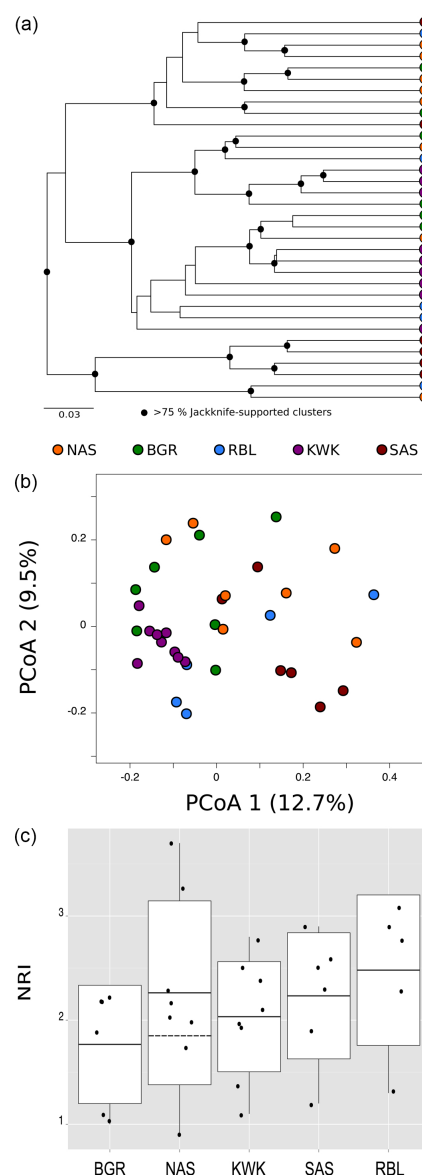 (a)
0.03
>75 % Jackknife-supported clusters
NAS BGR RBL KWK SAS
(b)
PCoA 2 (9.5%)
0.2
0
-0.2
-0.2 0 0.2 0.4
PCoA 1 (12.7%)
(c)
NRI
3
2
1
BGR NAS KWK SAS RBL